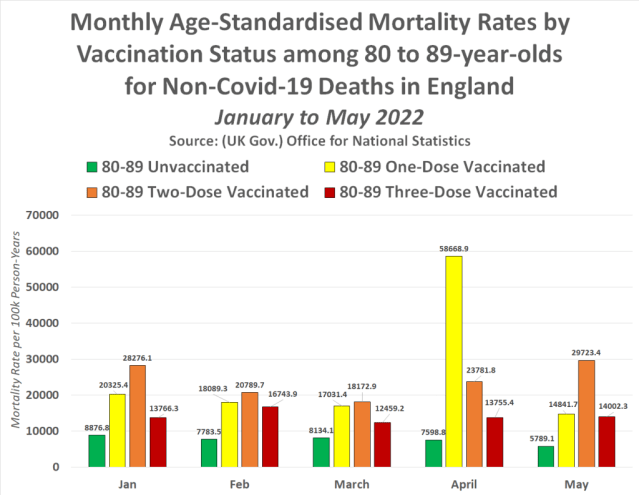 Monthly Age-Standardised Mortality Rates by
Vaccination Status among 80 to 89-year-olds
for Non-Covid-19 Deaths in England
January to May 2022
Source: (UK Gov.) Office for National Statistics
80-89 Unvaccinated
80-89 One-Dose Vaccinated
80-89 Two-Dose Vaccinated
80-89 Three-Dose Vaccinated
Mortality Rate per 100k Person-Years
70000
60000
50000
40000
30000
20000
10000
0
8876.8
20325.4
28276.1
13766.3
7783.5
18089.3
20789.7
16743.9
8134.1
17031.4
18172.9
12459.2
7598.8
58668.9
23781.8
13755.4
5789.1
14841.7
29723.4
14002.3
Jan
Feb
March
April
May